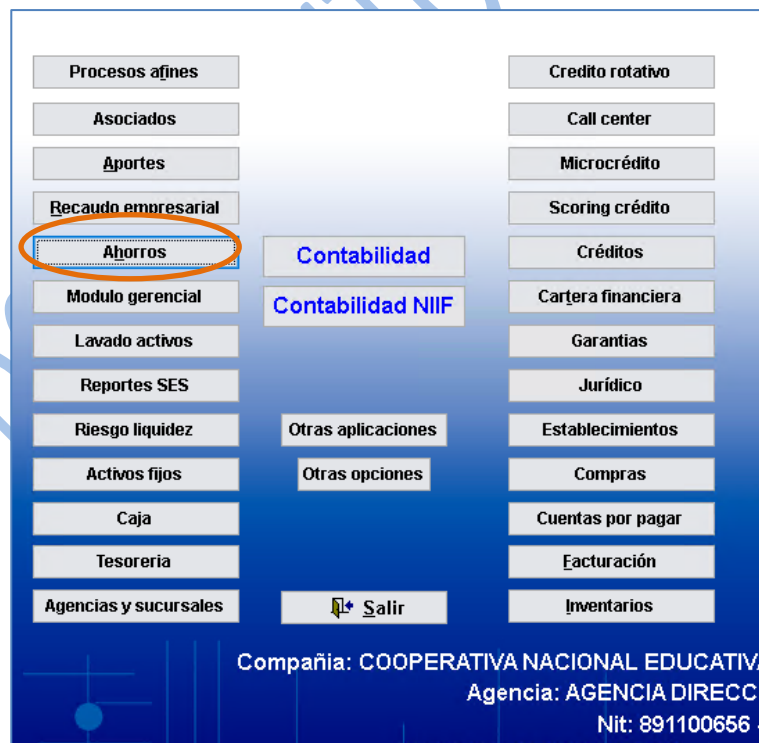 Procesos afines
Asociados
Aportes
Recaudo empresarial
Ahorros
Modulo gerencial
Lavado activos
Reportes SES
Riesgo liquidez
Activos fijos
Caja
Tesoreria
Agencias y sucursales
Contabilidad
Contabilidad NIIF
Otras aplicaciones
Otras opciones
Salir
Credito rotativo
Call center
Microcrédito
Scoring crédito
Créditos
Cartera financiera
Garantias
Jurídico
Establecimientos
Compras
Cuentas por pagar
Facturación
Inventarios
Compañia: COOPERATIVA NACIONAL EDUCATIVA
Agencia: AGENCIA DIRECC
Nit: 891100656 -